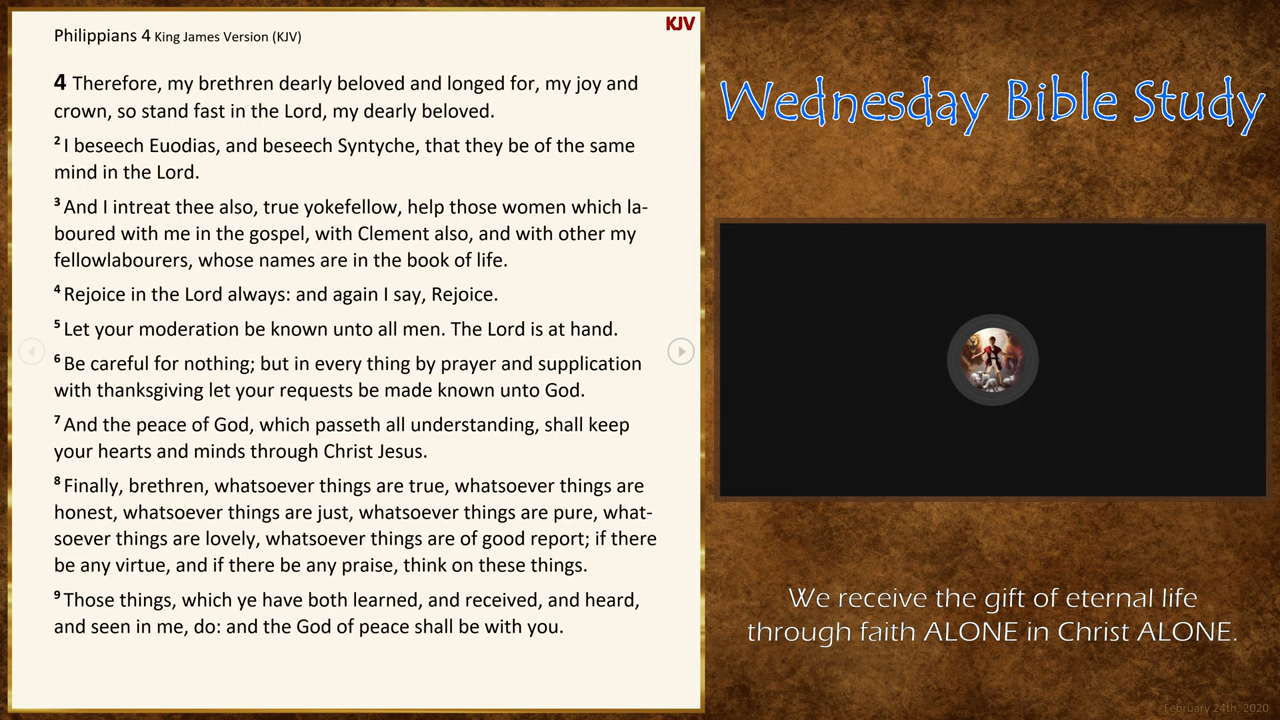 KJV
Philippians 4 King James Version (KJV)
4 Therefore, my brethren dearly beloved and longed for, my joy and
crown, so stand fast in the Lord, my dearly beloved.
2 I beseech Euodias, and beseech Syntyche, that they be of the same
mind in the Lord.
3 And I intreat thee also, true yokefellow, help those women which la-
boured with me in the gospel, with Clement also, and with other my
fellowlabourers, whose names are in the book of life.
4 Rejoice in the Lord always: and again I say, Rejoice.
5 Let your moderation be known unto all men. The Lord is at hand.
6 Be careful for nothing; but in every thing by prayer and supplication
with thanksgiving let your requests be made known unto God.
7 And the peace of God, which passeth all understanding, shall keep
your hearts and minds through Christ Jesus.
8 Finally, brethren, whatsoever things are true, whatsoever things are
honest, whatsoever things are just, whatsoever things are pure, what-
soever things are lovely, whatsoever things are of good report; if there
be any virtue, and if there be any praise, think on these things.
9 Those things, which ye have both learned, and received, and heard,
and seen in me, do: and the God of peace shall be with you.
Wednesday Bible Study
We receive the gift of eternal life
through faith ALONE in Christ ALONE.
February 24th, 2020